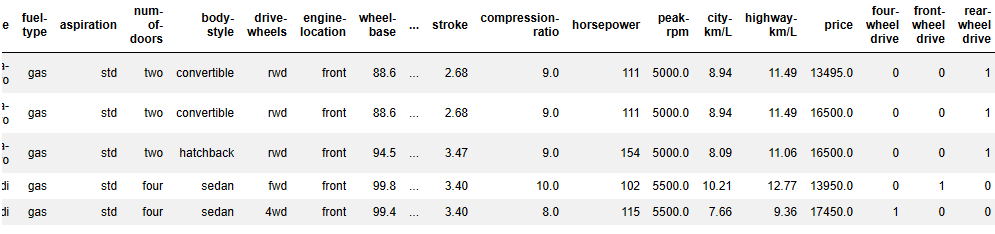 e fuel-type aspiration num-of-doors body-style drive-wheels engine-location wheel-base ... stroke compression-ratio horsepower peak-rpm city-km/L highway-km/L price four-wheel drive front-wheel drive rear-wheel drive
a-o gas std two convertible rwd front 88.6 ... 2.68 9.0 111 5000.0 8.94 11.49 13495.0 0 0 1
a-o gas std two convertible rwd front 88.6 ... 2.68 9.0 111 5000.0 8.94 11.49 16500.0 0 0 1
a-o gas std two hatchback rwd front 94.5 ... 3.47 9.0 154 5000.0 8.09 11.06 16500.0 0 0 1
di gas std four sedan fwd front 99.8 ... 3.40 10.0 102 5500.0 10.21 12.77 13950.0 0 1 0
di gas std four sedan 4wd front 99.4 ... 3.40 8.0 115 5500.0 7.66 9.36 17450.0 1 0 0